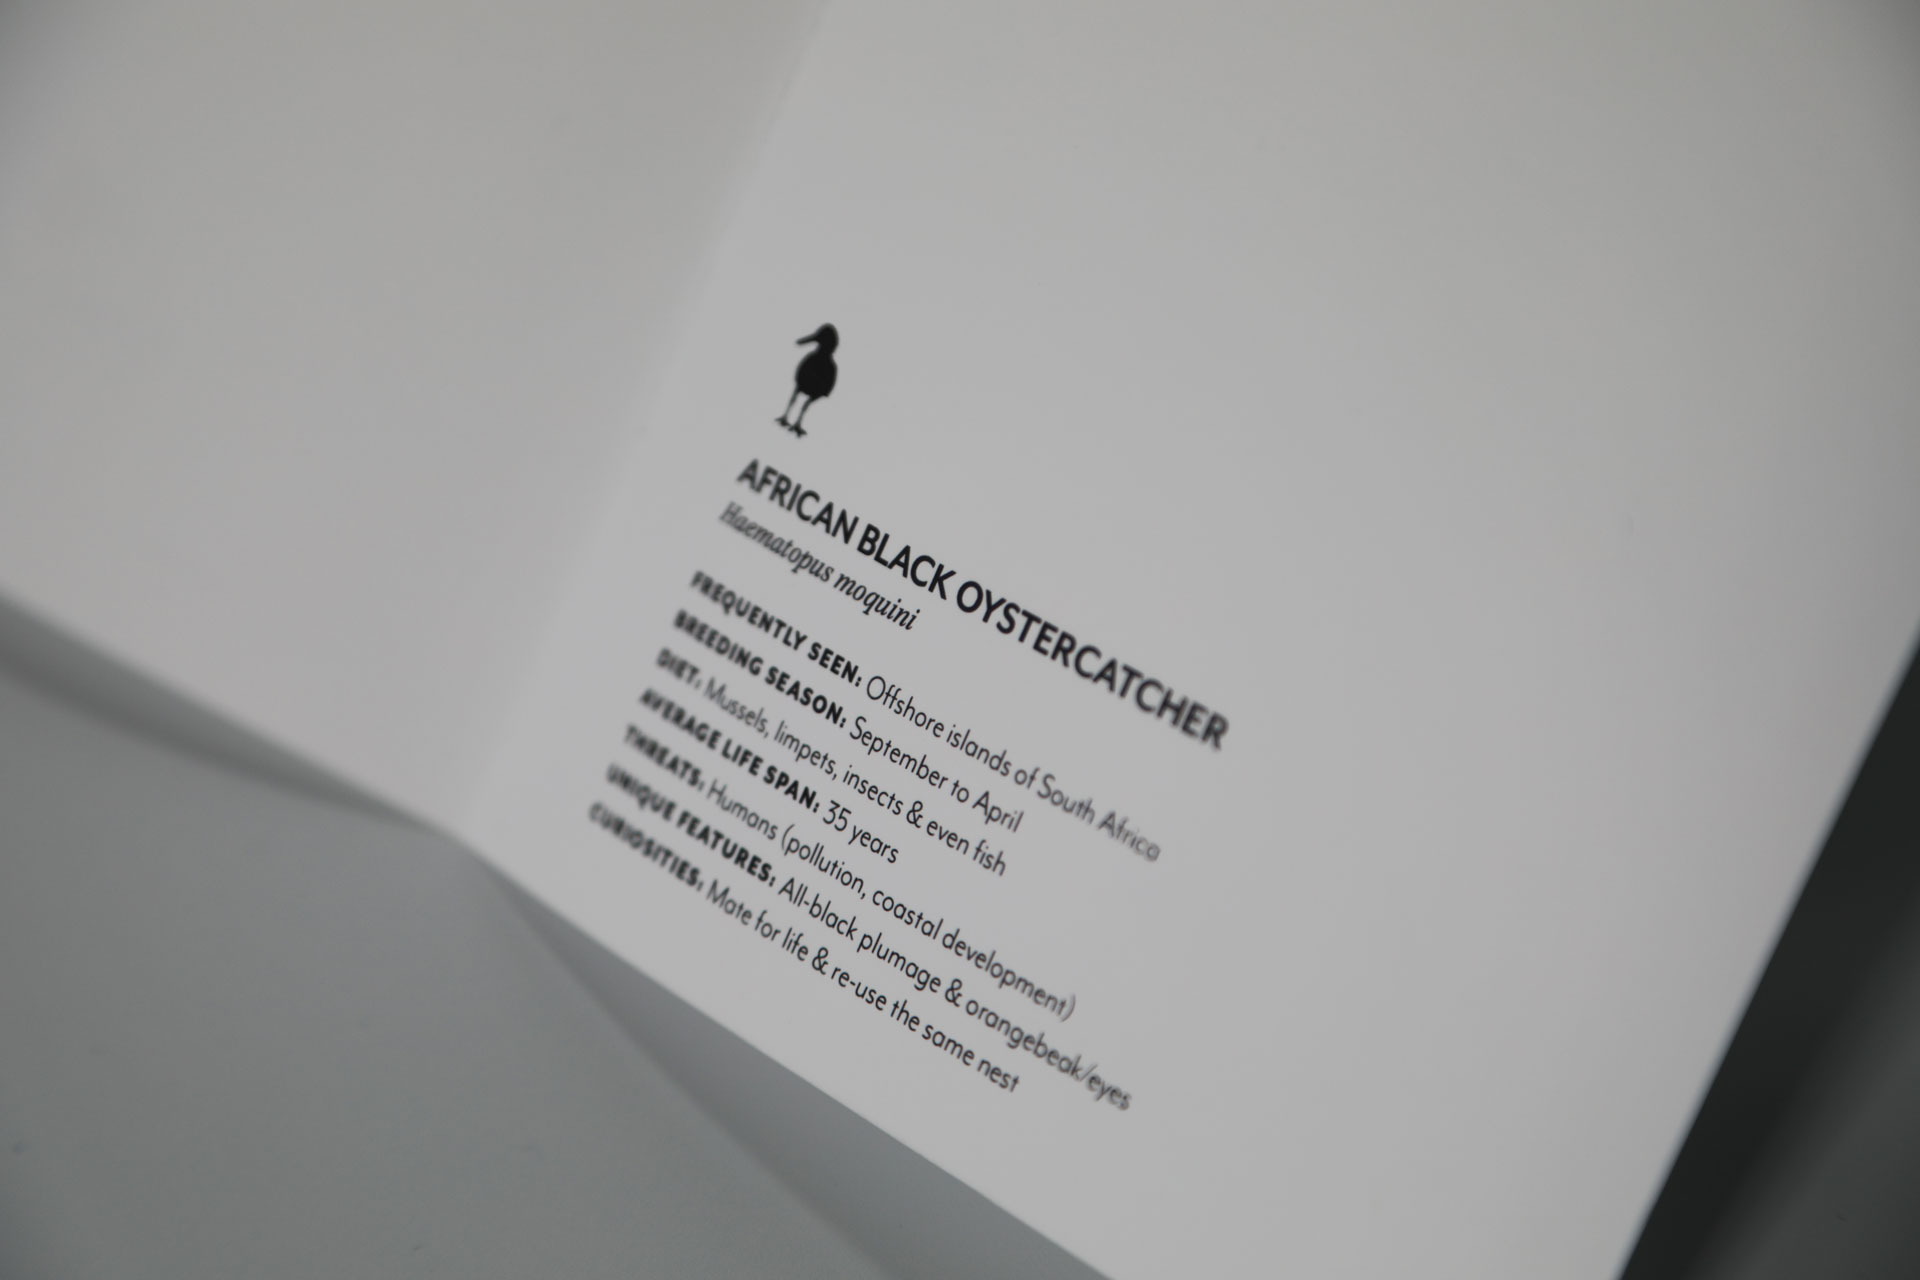 AFRICAN BLACK OYSTERCATCHER
Haematopus moquini
FREQUENTLY SEEN: Offshore islands of South Africa
BREEDING SEASON: September to April
DIET: Mussels, limpets, insects & even fish
AVERAGE LIFE SPAN: 35 years
THREATS: Humans (pollution, coastal development)
UNIQUE FEATURES: All-black plumage & orangebeak/eyes
CURIOSITIES: Mate for life & re-use the same nest